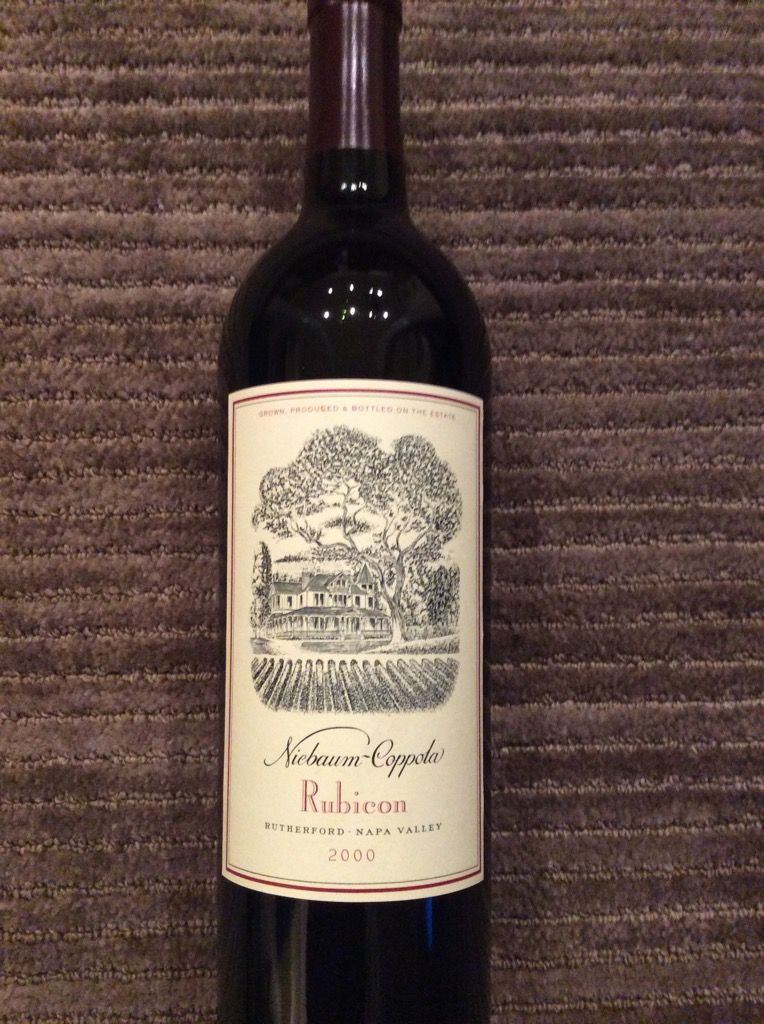 GROWN, PRODUCED & BOTTLED ON THE ESTATE
Niebaum-Coppola
Rubicon
RUTHERFORD · NAPA VALLEY
2000